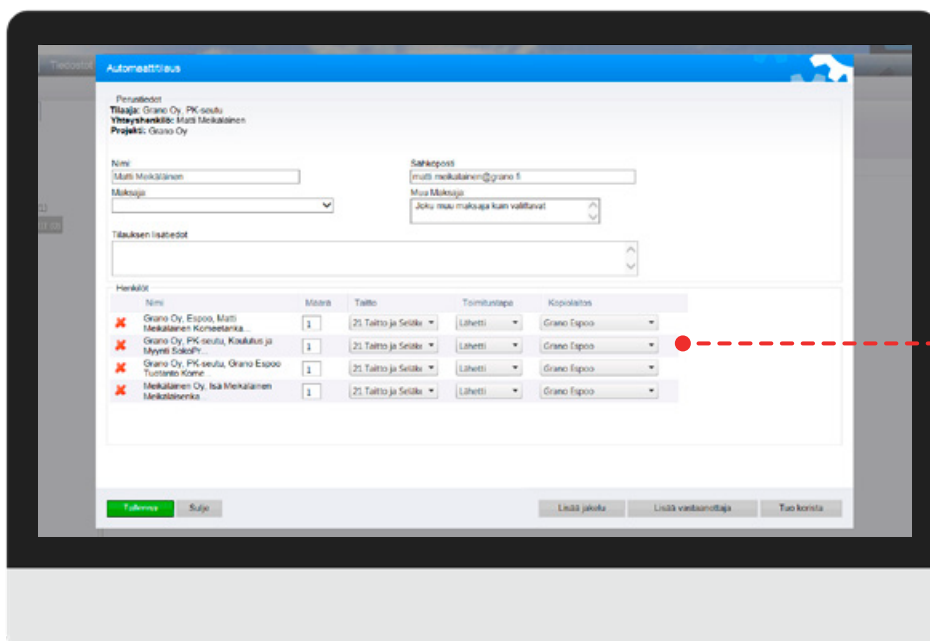 Tiedostot
Automaattitilaus
Perustiedot
Tilaaja: Grano Oy, PK-seutu
Yhteyshenkilö: Matti Meikäläinen
Projekti: Grano Oy
Nimi
Sähköposti
Matti Meikäläinen
matti.meikalainen@grano.fi
Maksaja
Muu Maksaja
Joku muu maksaja kuin valittavat
Tilauksen lisätiedot
Henkilöt
Nimi Määrä Taitto Toimitustapa Kopiolaitos
Grano Oy, Espoo, Matti
Meikäläinen Komeetanka...
1 21 Taitto ja Seläke Lähetti Grano Espoo
Grano Oy, PK-seutu, Koulutus ja
Myynti SokoPr...
1 21 Taitto ja Seläke Lähetti Grano Espoo
Grano Oy, PK-seutu, Grano Espoo
Tuotanto Kome...
1 21 Taitto ja Seläke Lähetti Grano Espoo
Meikäläinen Oy, Isä Meikäläinen
Meikäläisenka...
1 21 Taitto ja Seläke Lähetti Grano Espoo
Tallenna Sulje Lisää jakelu Lisää vastaanottaja Tuo korista